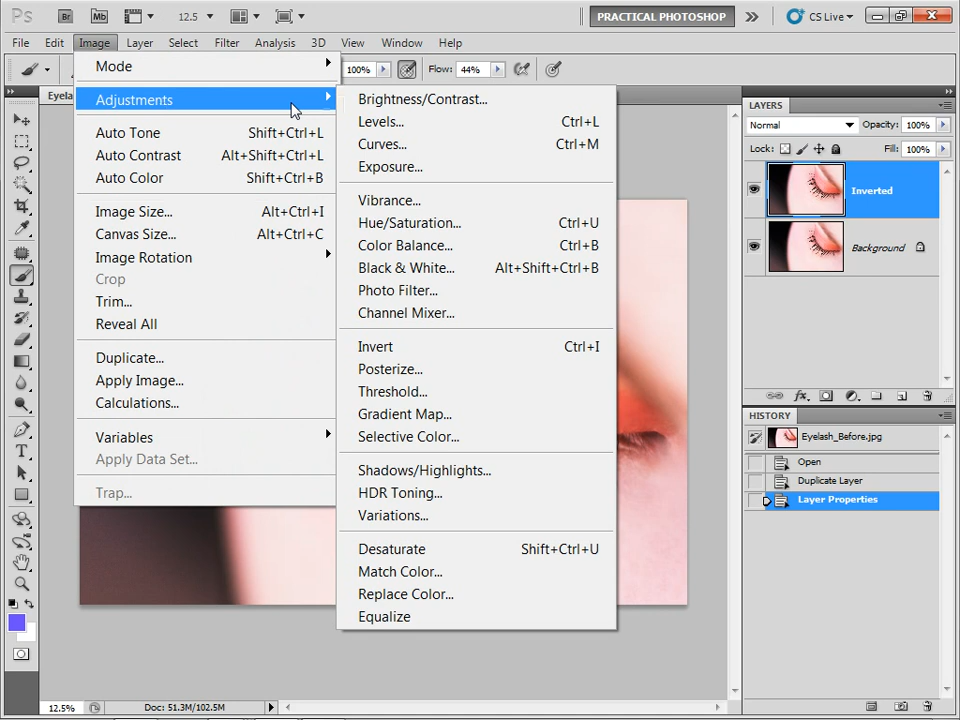 Ps Br Mb 12.5 PRACTICAL PHOTOSHOP CS Live
File Edit Image Layer Select Filter Analysis 3D View Window Help
100% Flow: 44%
Eyela
Mode
Adjustments
Auto Tone Shift+Ctrl+L
Auto Contrast Alt+Shift+Ctrl+L
Auto Color Shift+Ctrl+B
Image Size... Alt+Ctrl+I
Canvas Size... Alt+Ctrl+C
Image Rotation
Crop
Trim...
Reveal All
Duplicate...
Apply Image...
Calculations...
Variables
Apply Data Set...
Trap...
Brightness/Contrast...
Levels... Ctrl+L
Curves... Ctrl+M
Exposure...
Vibrance...
Hue/Saturation... Ctrl+U
Color Balance... Ctrl+B
Black & White... Alt+Shift+Ctrl+B
Photo Filter...
Channel Mixer...
Invert Ctrl+I
Posterize...
Threshold...
Gradient Map...
Selective Color...
Shadows/Highlights...
HDR Toning...
Variations...
Desaturate Shift+Ctrl+U
Match Color...
Replace Color...
Equalize
LAYERS
Normal Opacity: 100%
Lock: Fill: 100%
Inverted
Background
fx
HISTORY
Eyelash_Before.jpg
Open
Duplicate Layer
Layer Properties
12.5% Doc: 51.3M/102.5M